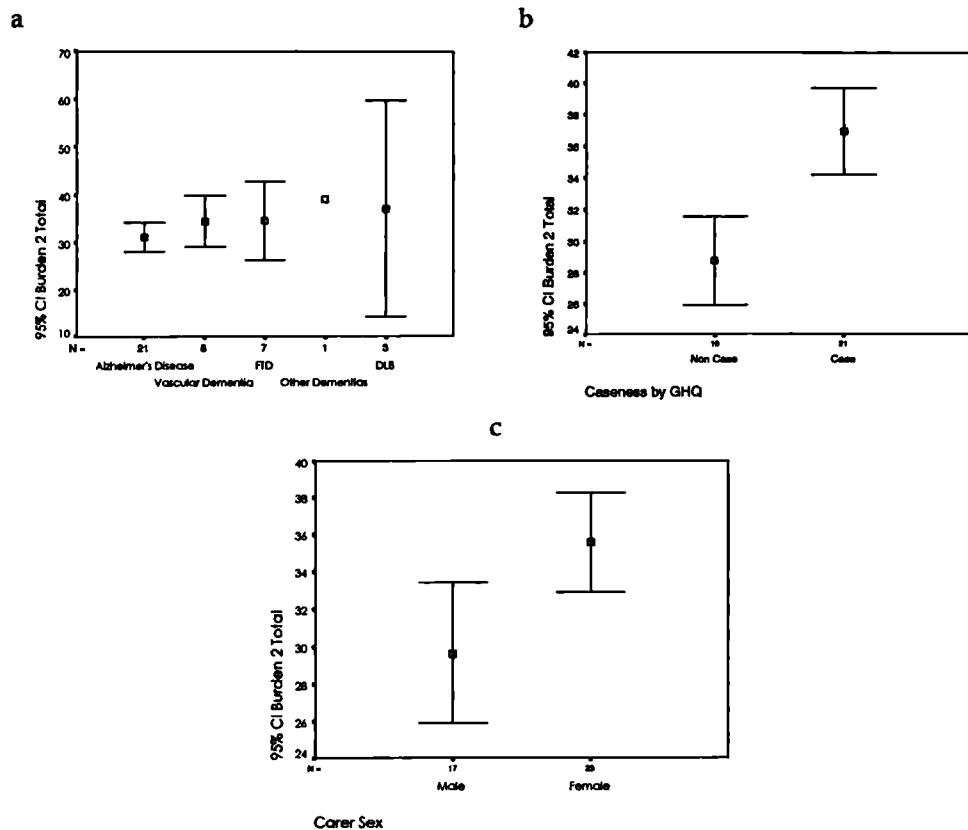 a
70
60
50
40
30
20
10
95% CI Burden 2 Total
N = 21 8 7 1 3
Alzheimer's Disease FTD DLB
Vascular Dementia Other Dementias
b
42
40
38
36
34
32
30
28
26
24
95% CI Burden 2 Total
N = 19 21
Non Case Case
Caseness by GHQ
c
40
38
36
34
32
30
28
26
24
95% CI Burden 2 Total
N = 17 23
Male Female
Carer Sex